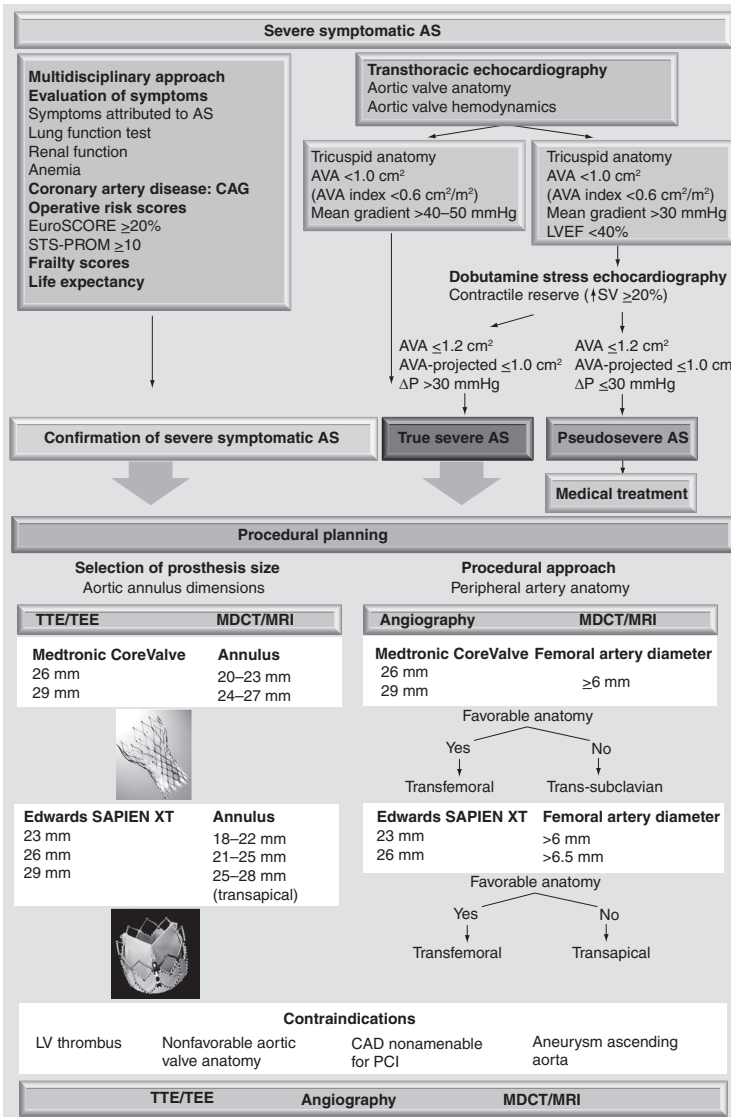 Severe symptomatic AS
Multidisciplinary approach
Evaluation of symptoms
Symptoms attributed to AS
Lung function test
Renal function
Anemia
Coronary artery disease: CAG
Operative risk scores
EuroSCORE ≥20%
STS-PROM ≥10
Frailty scores
Life expectancy
Transthoracic echocardiography
Aortic valve anatomy
Aortic valve hemodynamics
Tricuspid anatomy
AVA <1.0 cm²
(AVA index <0.6 cm²/m²)
Mean gradient >40–50 mmHg
Tricuspid anatomy
AVA <1.0 cm²
(AVA index <0.6 cm²/m²)
Mean gradient >30 mmHg
LVEF <40%
Dobutamine stress echocardiography
Contractile reserve (↑SV ≥20%)
AVA ≤1.2 cm²
AVA-projected ≤1.0 cm²
ΔP >30 mmHg
AVA ≤1.2 cm²
AVA-projected ≤1.0 cm
ΔP ≤30 mmHg
Confirmation of severe symptomatic AS
True severe AS
Pseudosevere AS
Medical treatment
Procedural planning
Selection of prosthesis size
Aortic annulus dimensions
TTE/TEE MDCT/MRI
Medtronic CoreValve Annulus
26 mm 20–23 mm
29 mm 24–27 mm
Edwards SAPIEN XT Annulus
23 mm 18–22 mm
26 mm 21–25 mm
29 mm 25–28 mm
(transapical)
Procedural approach
Peripheral artery anatomy
Angiography MDCT/MRI
Medtronic CoreValve Femoral artery diameter
26 mm
29 mm ≥6 mm
Favorable anatomy
Yes No
Transfemoral Trans-subclavian
Edwards SAPIEN XT Femoral artery diameter
23 mm >6 mm
26 mm >6.5 mm
Favorable anatomy
Yes No
Transfemoral Transapical
Contraindications
LV thrombus
Nonfavorable aortic
valve anatomy
CAD nonamenable
for PCI
Aneurysm ascending
aorta
TTE/TEE Angiography MDCT/MRI